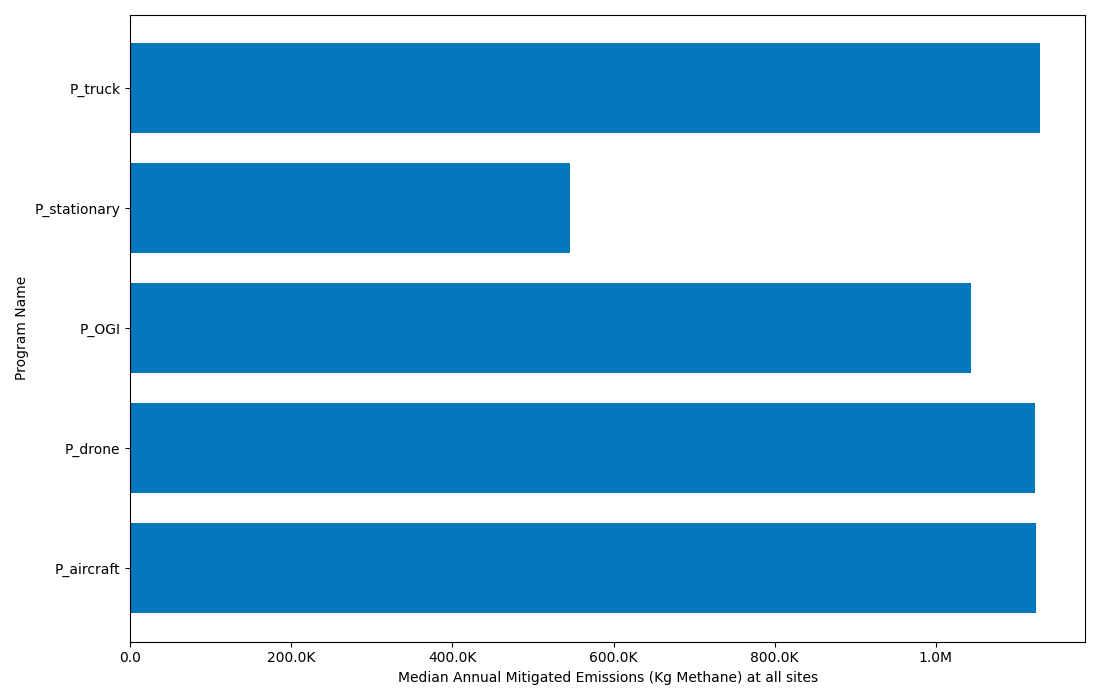 P_truck
P_stationary
P_OGI
P_drone
P_aircraft
Program Name
0.0 200.0K 400.0K 600.0K 800.0K 1.0M
Median Annual Mitigated Emissions (Kg Methane) at all sites